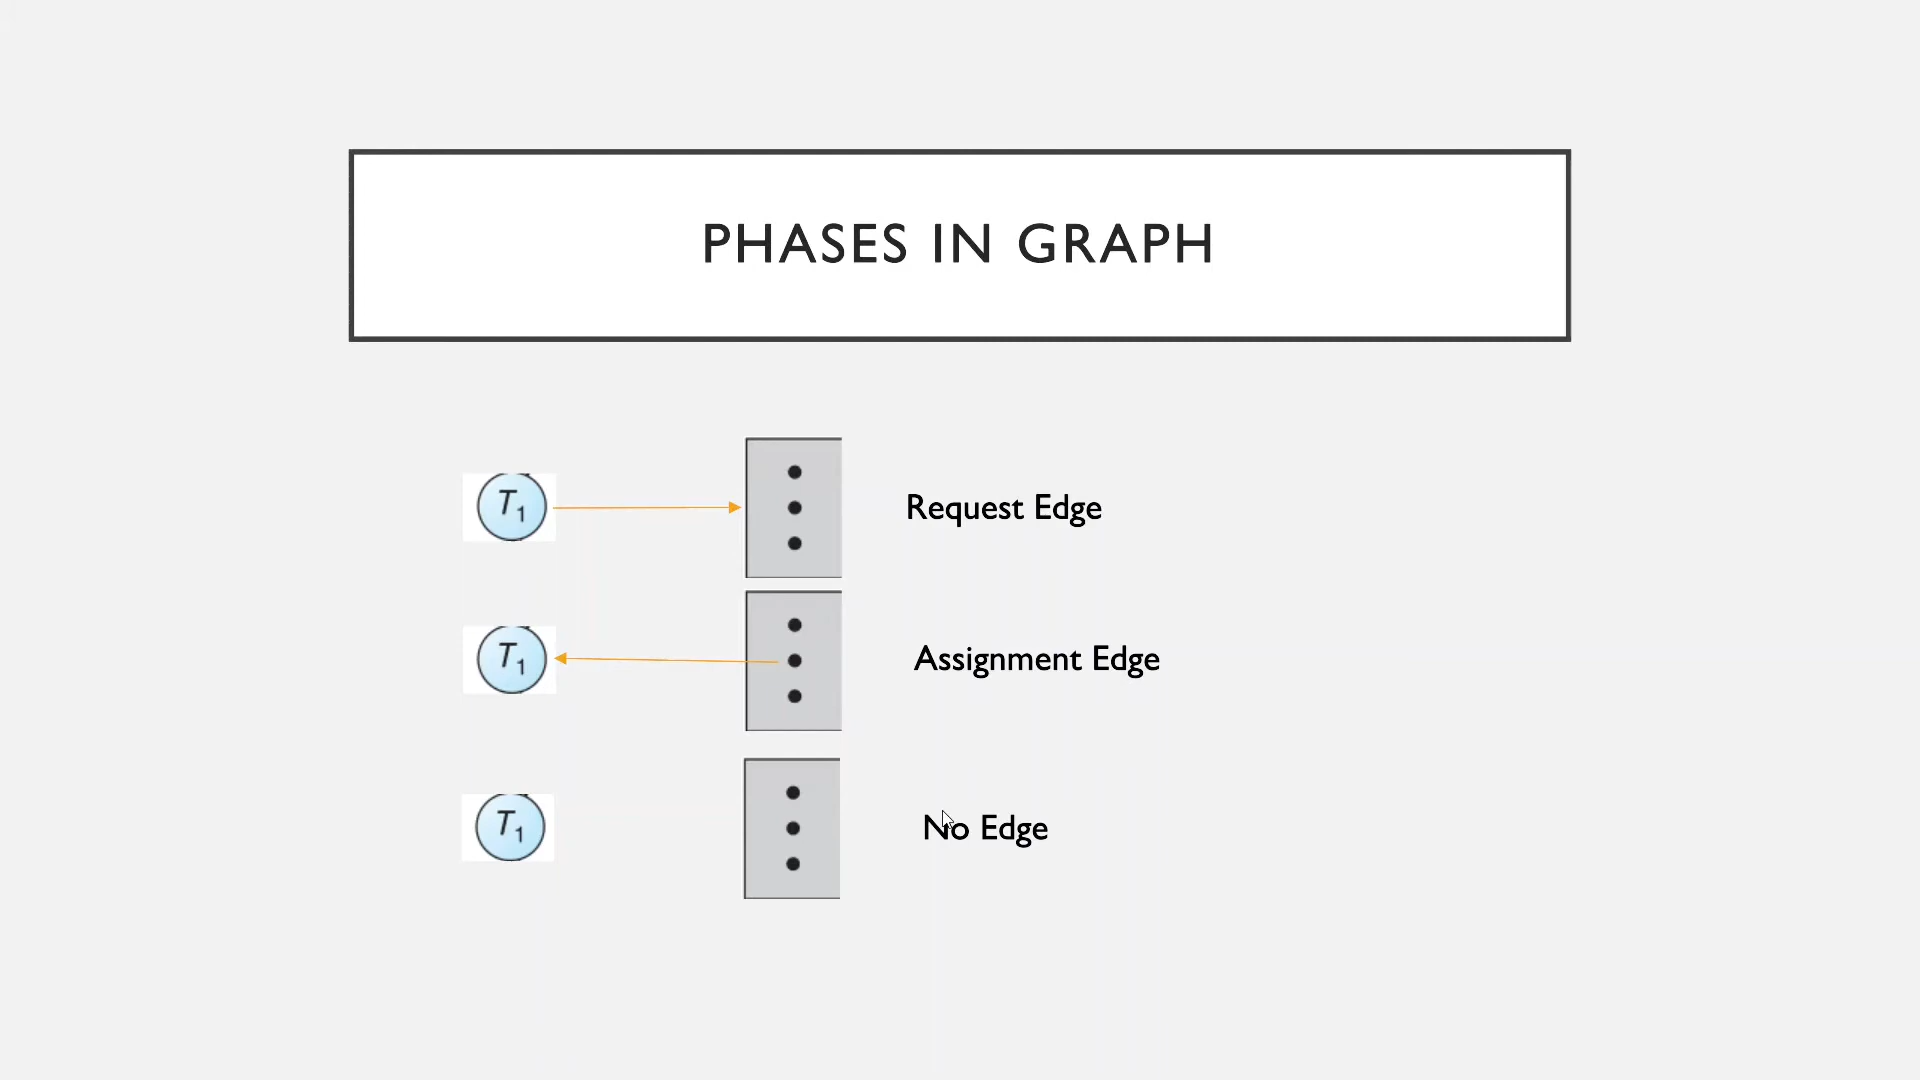 PHASES IN GRAPH
T1
Request Edge
T1
Assignment Edge
T1
No Edge